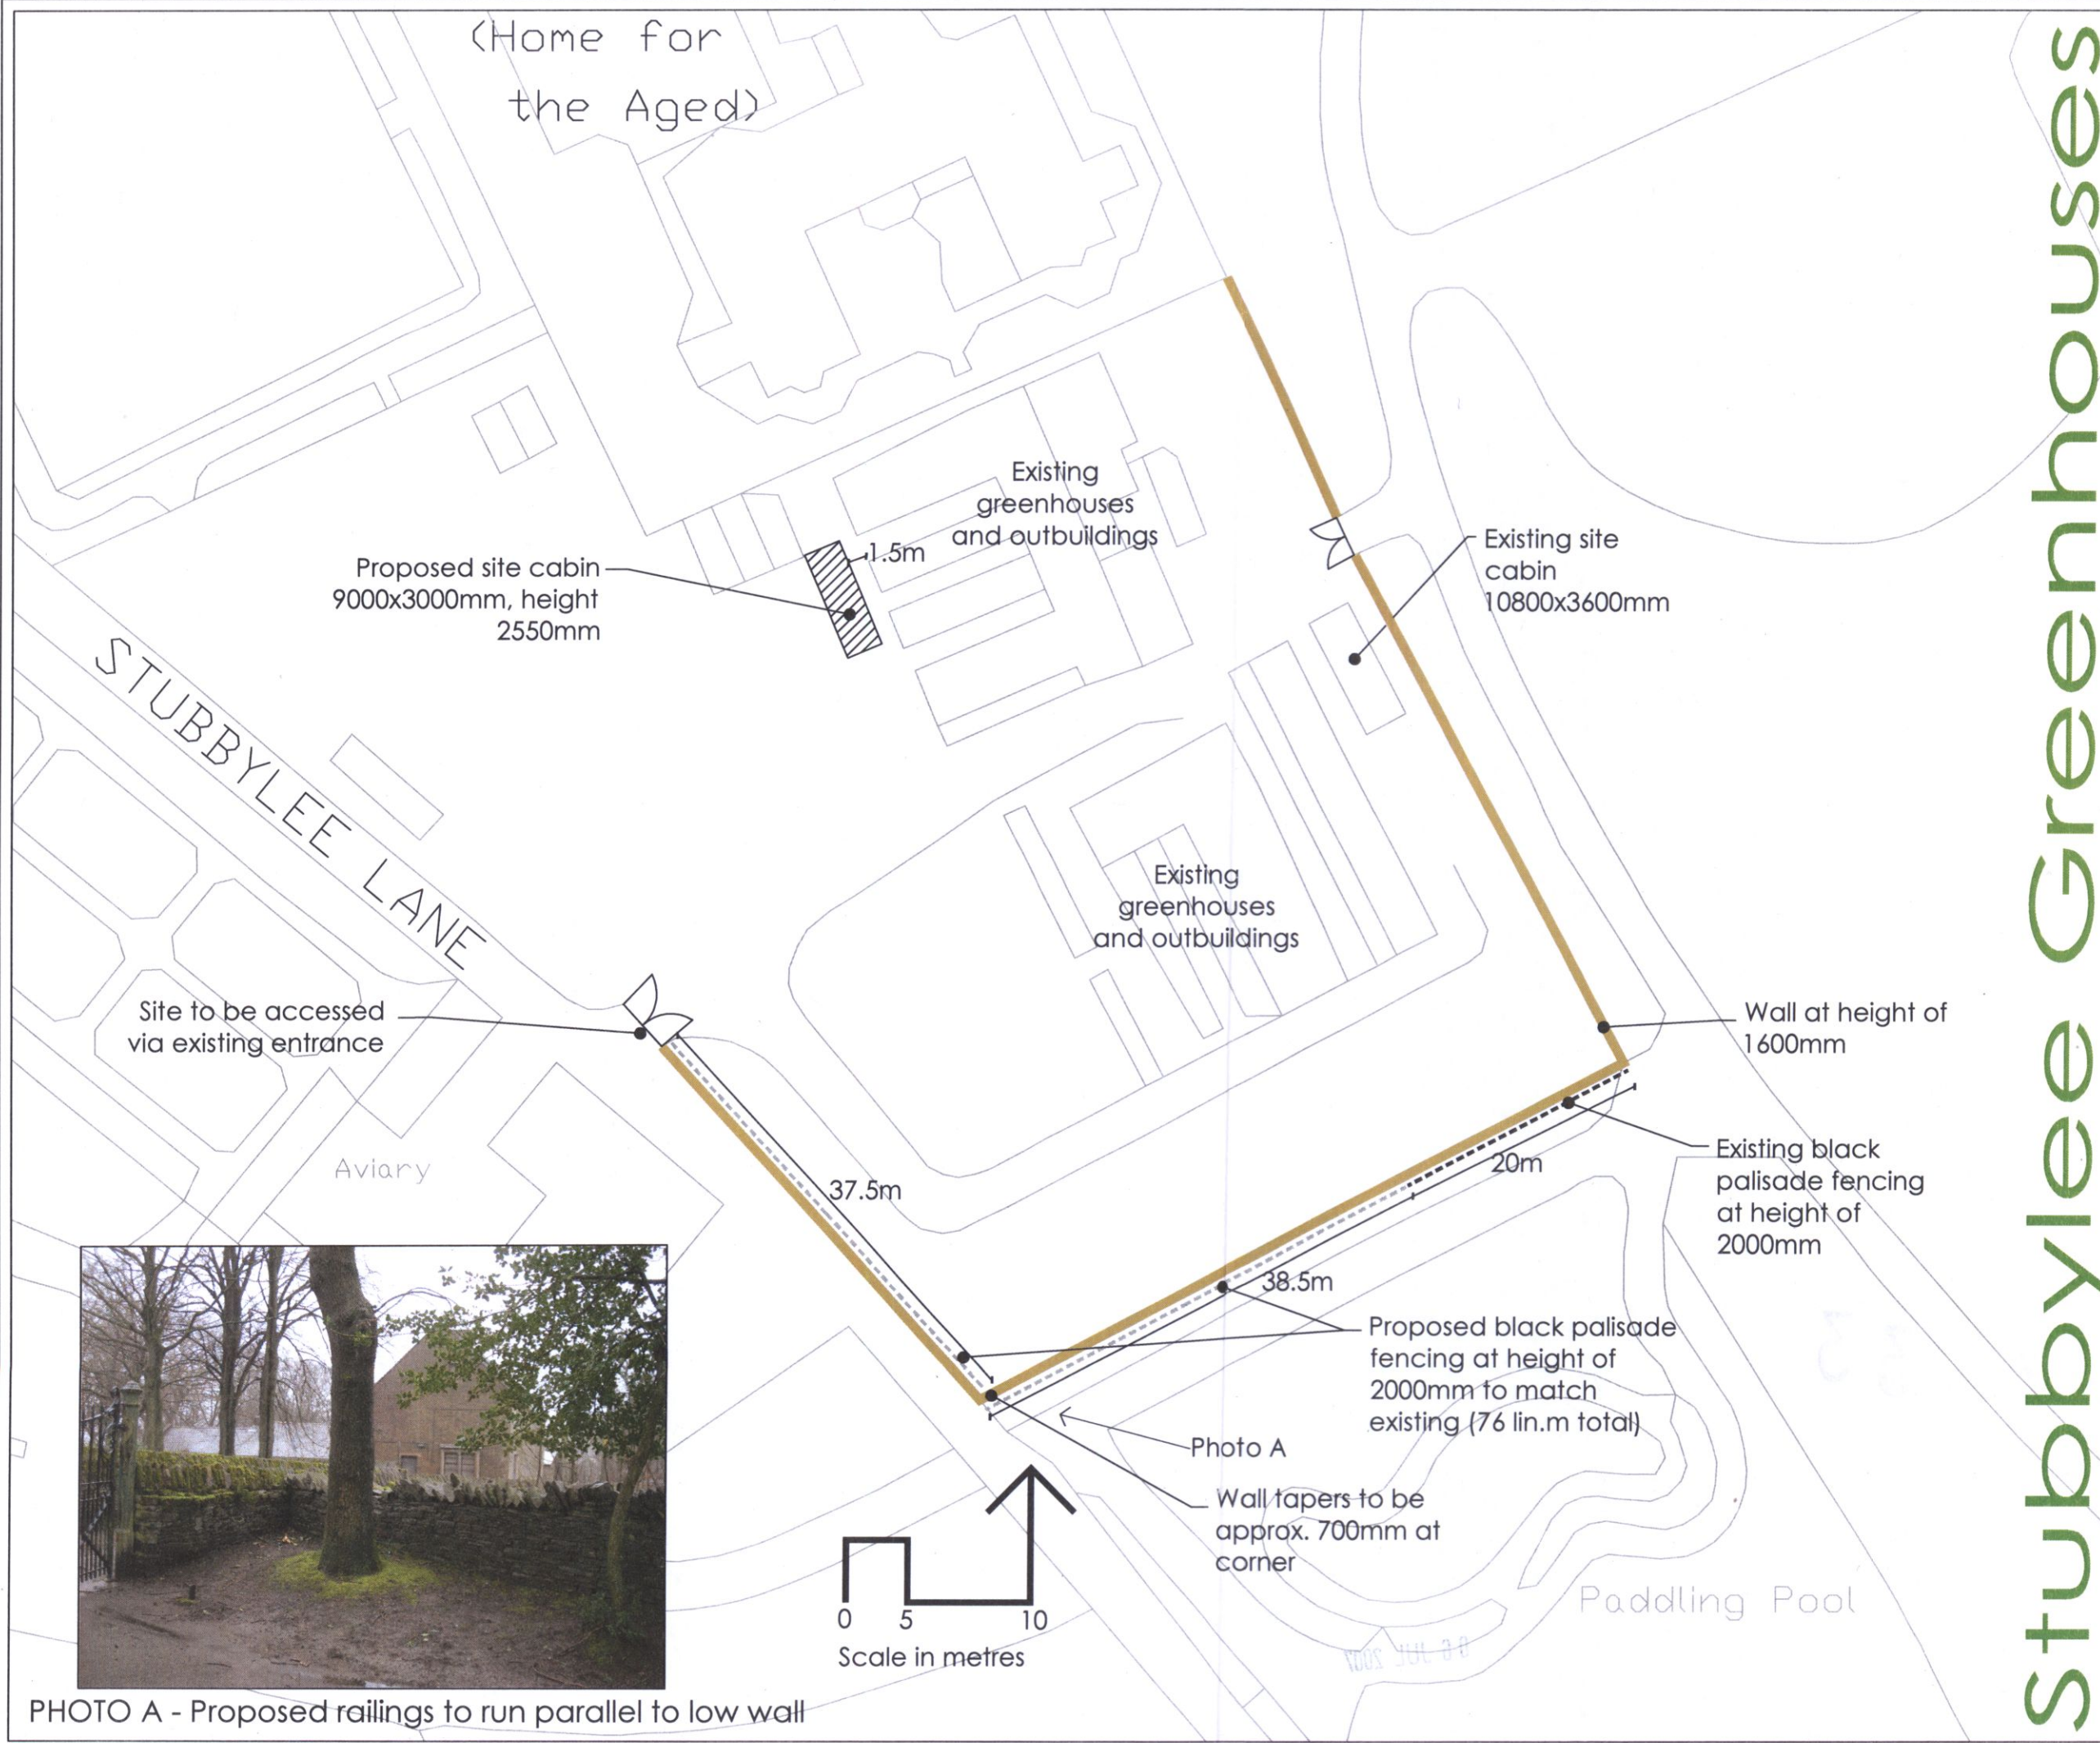 (Home for
the Aged)
Stubbylee Greenhouses
Existing
greenhouses
and outbuildings
1.5m
Proposed site cabin
9000x3000mm, height
2550mm
Existing site
cabin
10800x3600mm
STUBBYLEE LANE
Existing
greenhouses
and outbuildings
Site to be accessed
via existing entrance
Wall at height of
1600mm
Aviary
37.5m
20m
Existing black
palisade fencing
at height of
2000mm
38.5m
Proposed black palisade
fencing at height of
2000mm to match
existing (76 lin.m total)
Photo A
Wall tapers to be
approx. 700mm at
corner
0 5 10
Scale in metres
Paddling Pool
PHOTO A - Proposed railings to run parallel to low wall